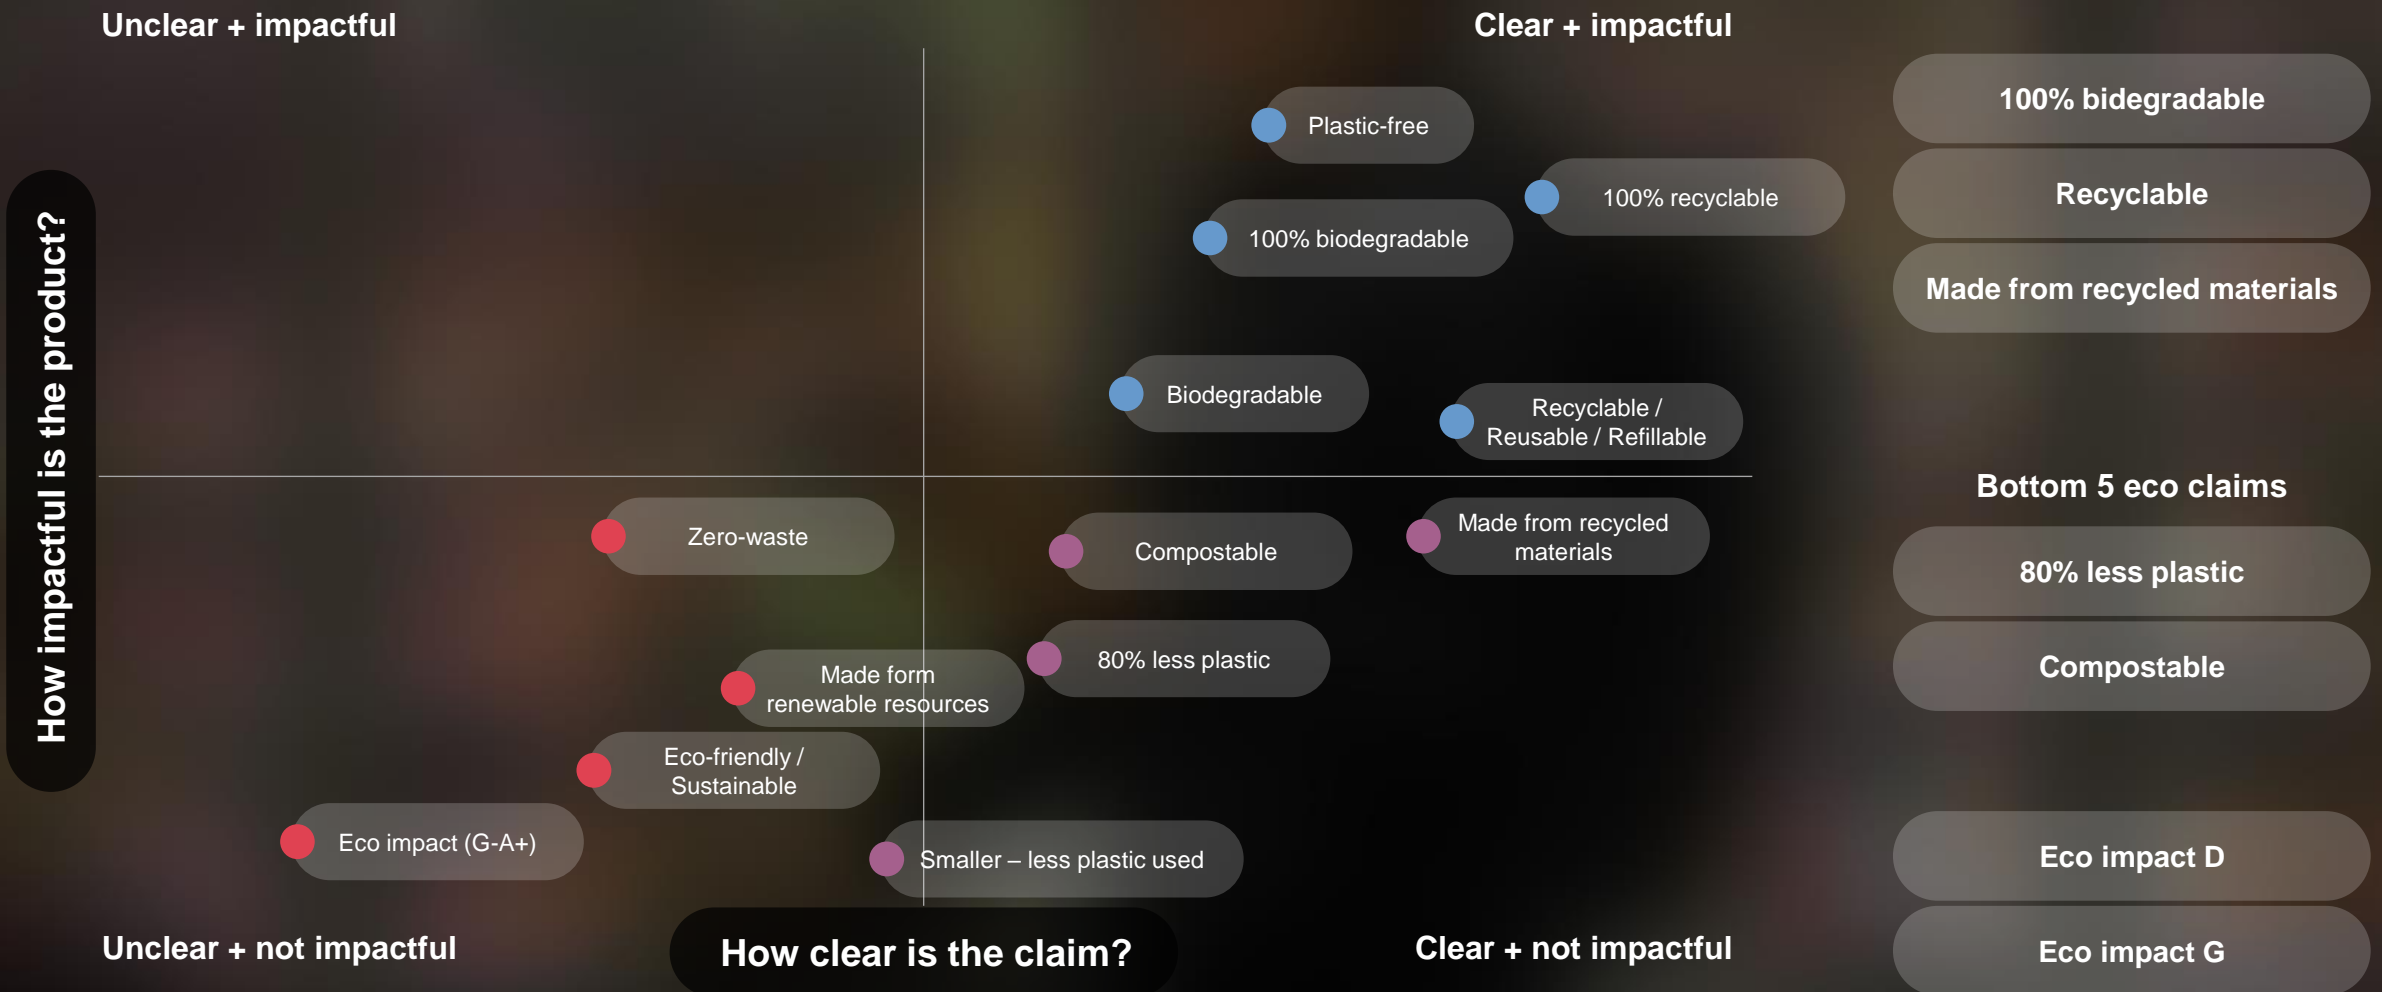 Unclear + impactful
Clear + impactful
How impactful is the product?
Plastic-free
100% recyclable
100% biodegradable
Biodegradable
Recyclable /
Reusable / Refillable
Zero-waste
Compostable
Made from recycled
materials
Made form
renewable resources
80% less plastic
Eco-friendly /
Sustainable
Eco impact (G-A+)
Smaller – less plastic used
Unclear + not impactful
How clear is the claim?
Clear + not impactful
100% bidegradable
Recyclable
Made from recycled materials
Bottom 5 eco claims
80% less plastic
Compostable
Eco impact D
Eco impact G